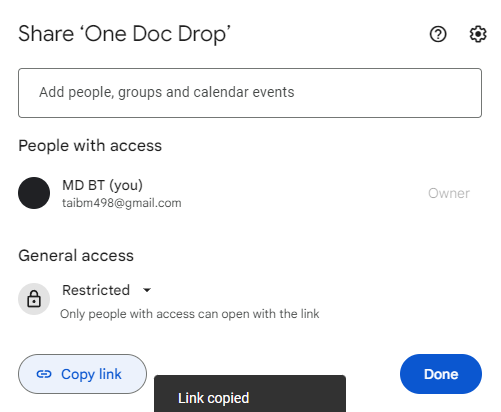 Share ‘One Doc Drop’
Add people, groups and calendar events
People with access
MD BT (you)
taibm498@gmail.com
Owner
General access
Restricted
Only people with access can open with the link
Copy link
Done
Link copied